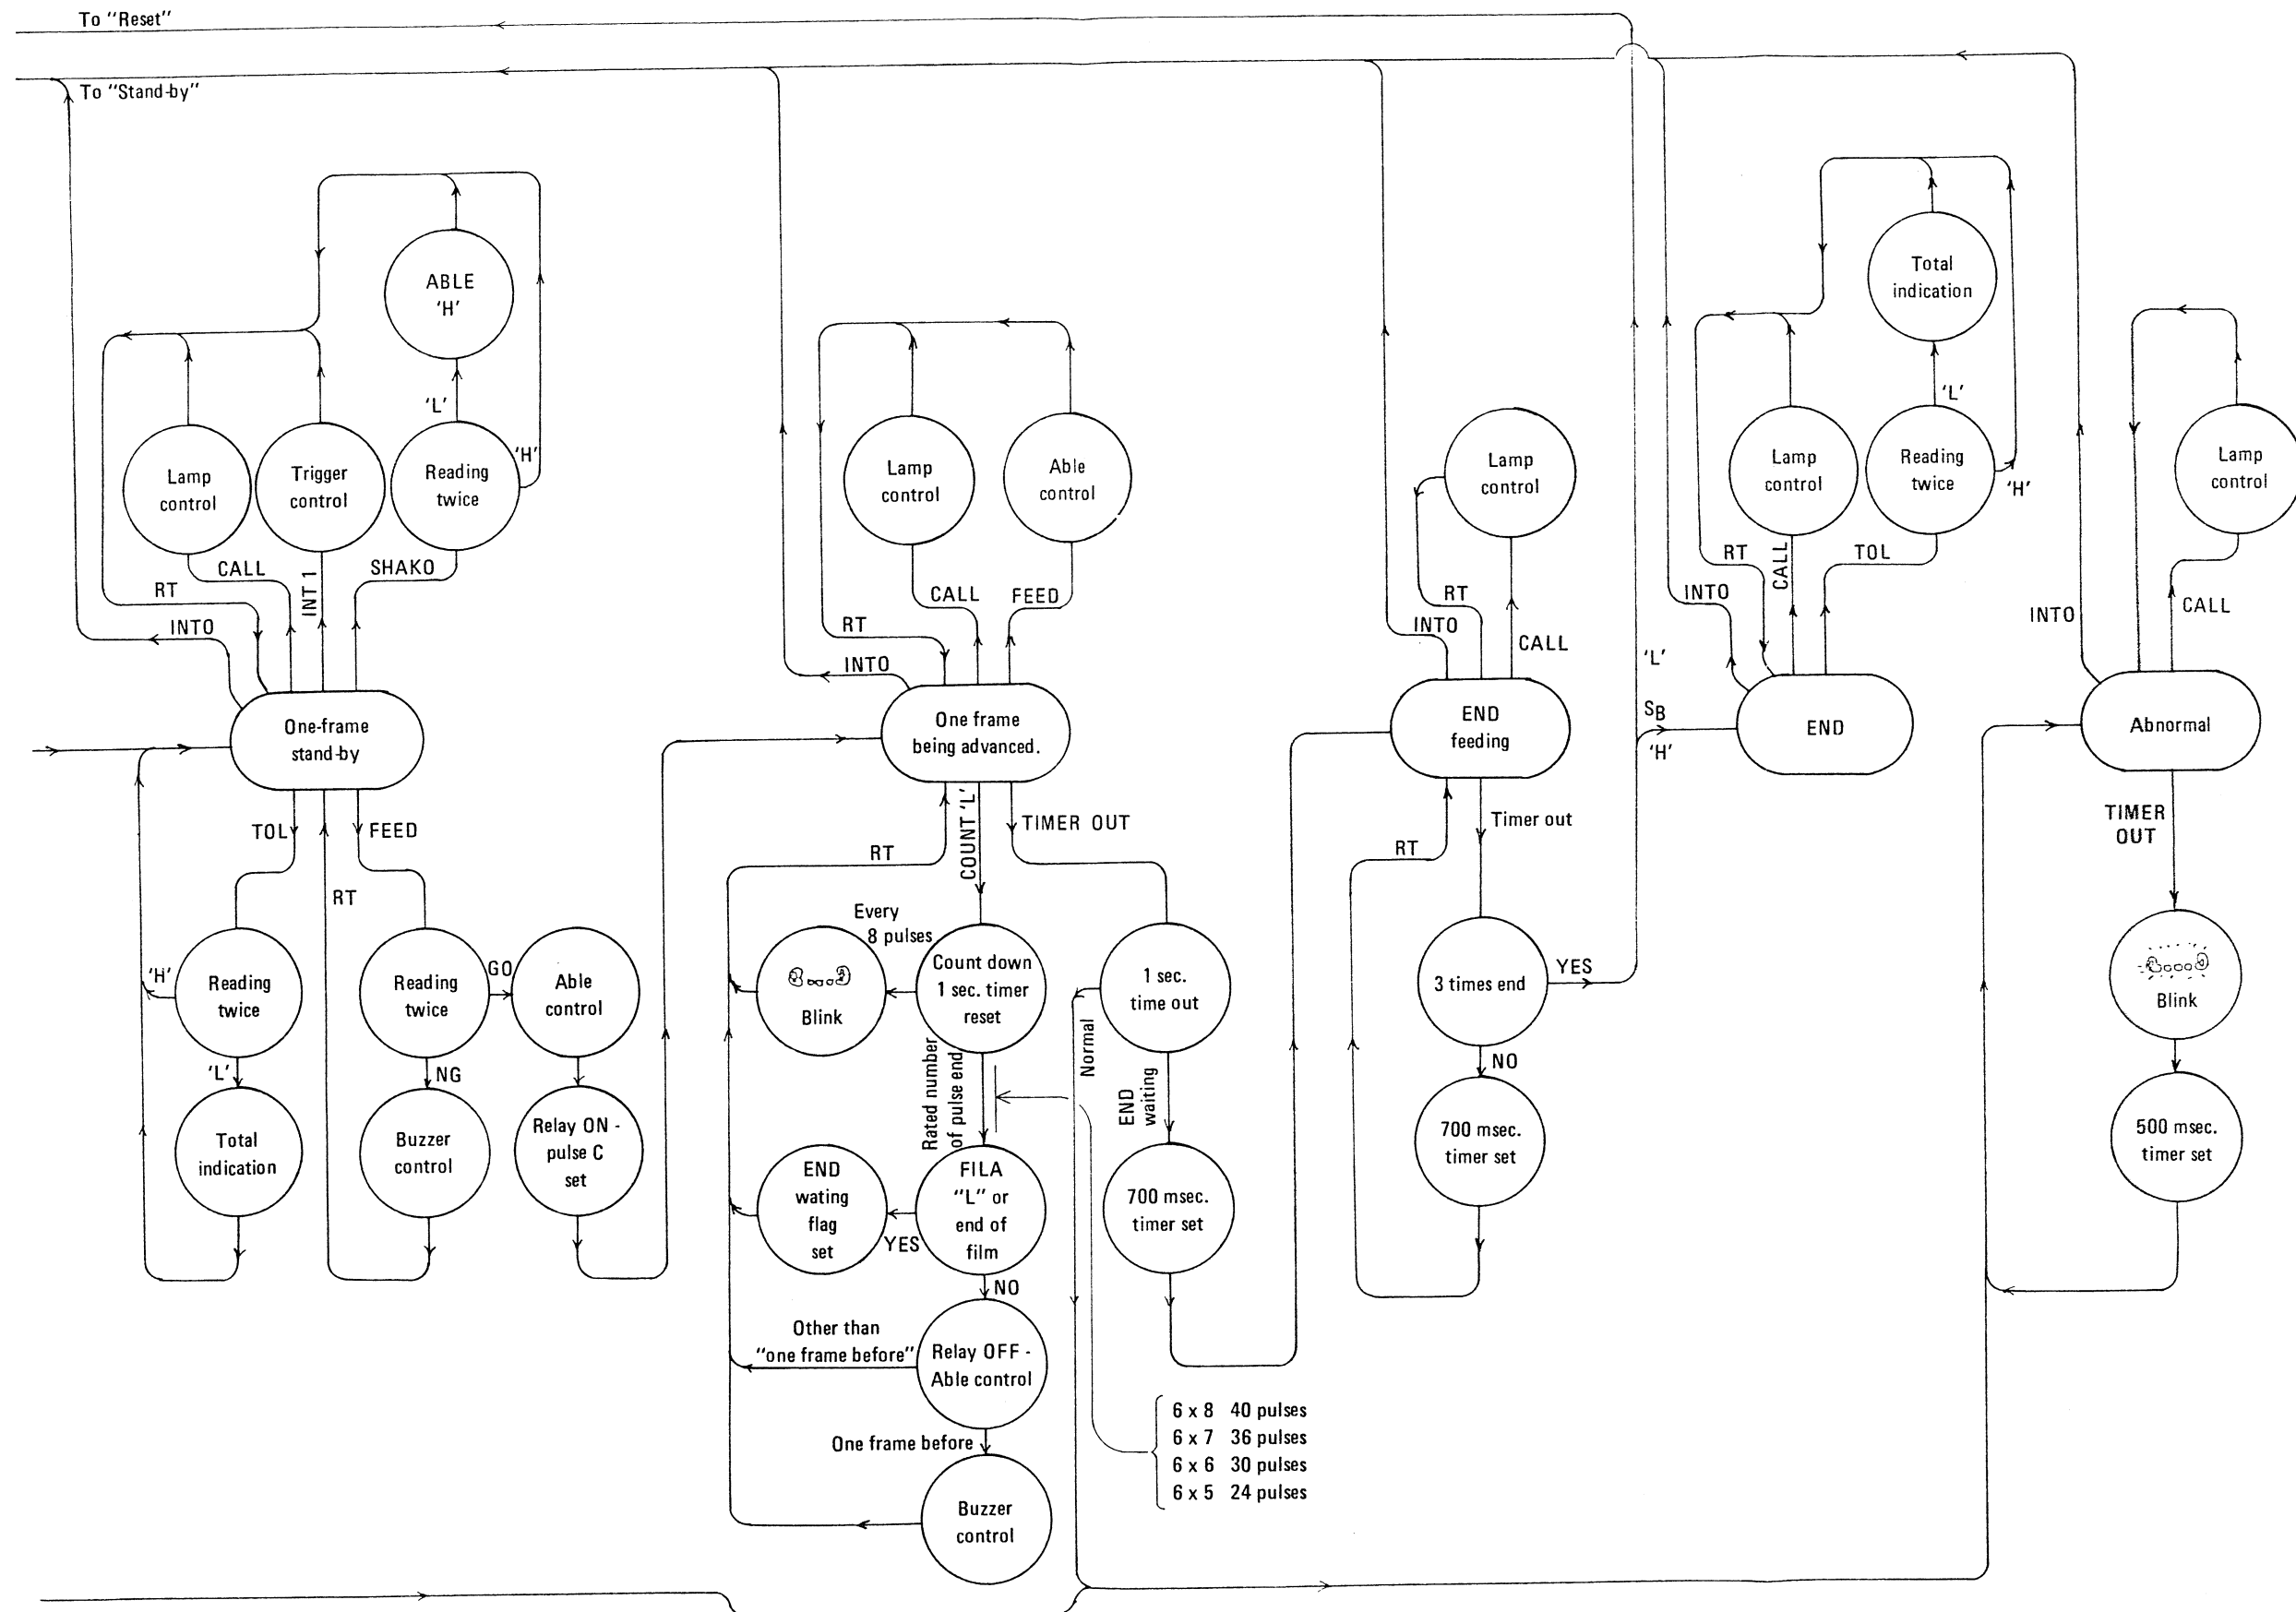 To "Reset"
To "Stand-by"
ABLE
'H'
'L'
'H'
Lamp
control
Trigger
control
Reading
twice
CALL
INT 1
SHAKO
RT
INTO
One-frame
stand-by
TOL
FEED
RT
'H'
Reading
twice
'L'
Total
indication
Reading
twice
GO
Able
control
NG
Buzzer
control
Relay ON -
pulse C
set
Lamp
control
Able
control
CALL
FEED
RT
INTO
One frame
being advanced.
RT
COUNT 'L'
TIMER OUT
Every
8 pulses
Blink
Count down
1 sec. timer
reset
1 sec.
time out
Rated number
of pulse end
Normal
END
waiting
END
wating
flag
set
YES
FILA
"L" or
end of
film
700 msec.
timer set
NO
Other than
"one frame before"
Relay OFF -
Able control
One frame before
Buzzer
control
6 x 8 40 pulses
6 x 7 36 pulses
6 x 6 30 pulses
6 x 5 24 pulses
Lamp
control
RT
INTO
CALL
END
feeding
Timer out
RT
3 times end
YES
NO
700 msec.
timer set
'L'
SB
'H'
Total
indication
'L'
Lamp
control
Reading
twice
'H'
RT
CALL
TOL
INTO
END
Lamp
control
INTO
CALL
Abnormal
TIMER
OUT
Blink
500 msec.
timer set